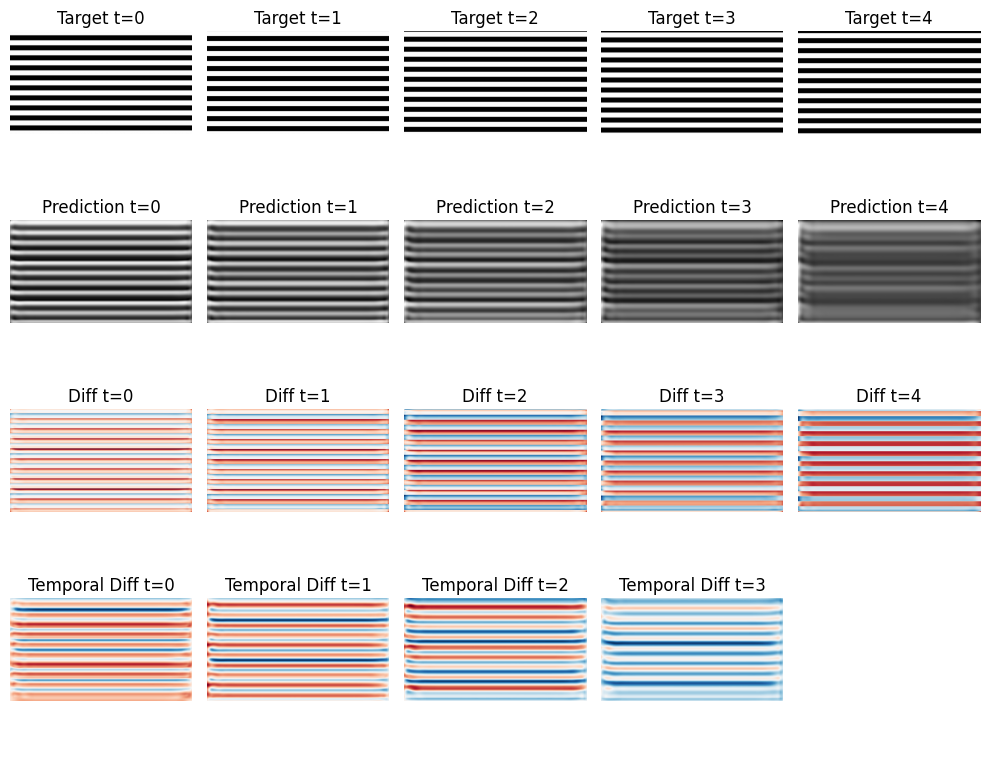 Target t=0 Target t=1 Target t=2 Target t=3 Target t=4
Prediction t=0 Prediction t=1 Prediction t=2 Prediction t=3 Prediction t=4
Diff t=0 Diff t=1 Diff t=2 Diff t=3 Diff t=4
Temporal Diff t=0 Temporal Diff t=1 Temporal Diff t=2 Temporal Diff t=3